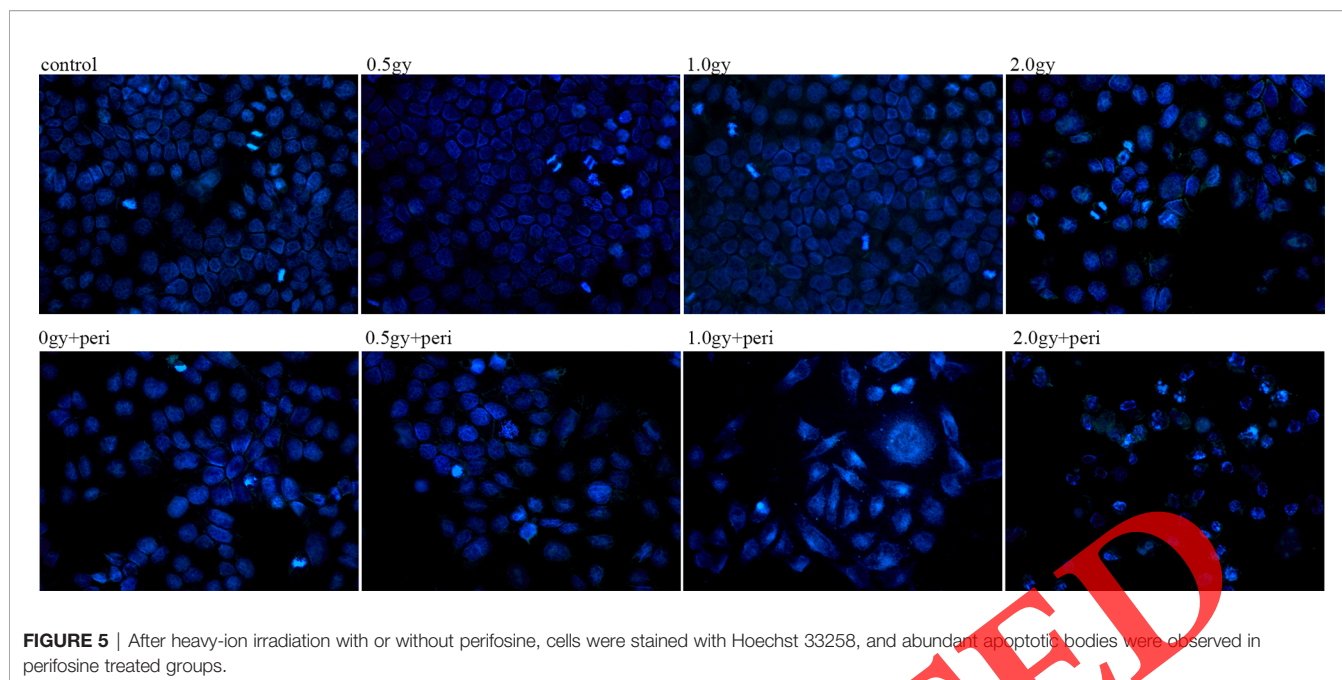 control
0.5gy
1.0gy
2.0gy
0gy+peri
0.5gy+peri
1.0gy+peri
2.0gy+peri
FIGURE 5 | After heavy-ion irradiation with or without perifosine, cells were stained with Hoechst 33258, and abundant apoptotic bodies were observed in
perifosine treated groups.
ED